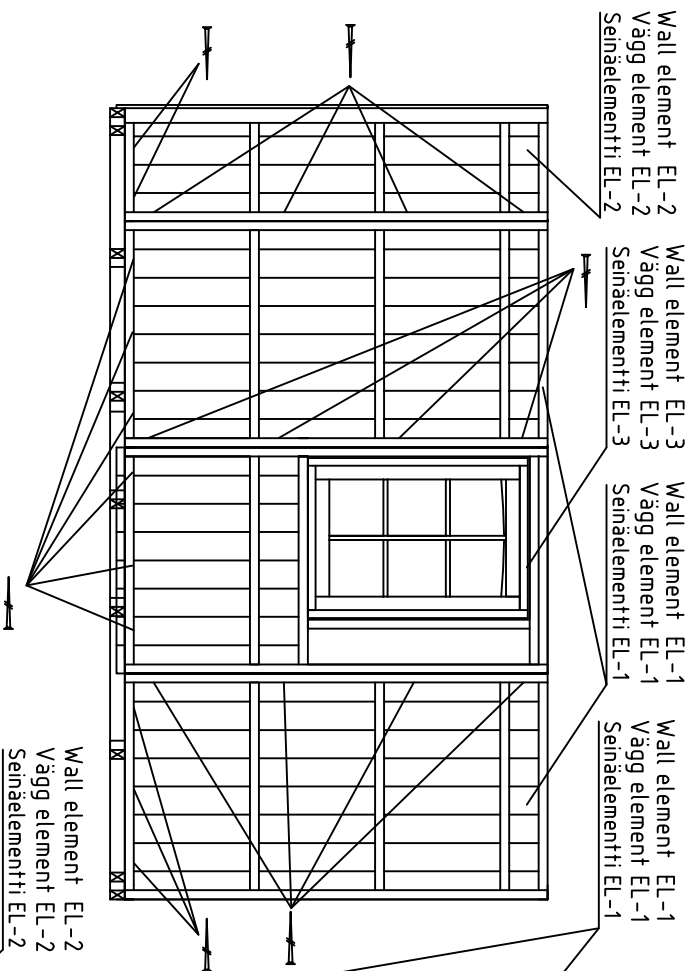 Wall element EL-2
Vägg element EL-2
Seinäelementti EL-2
Wall element EL-3
Vägg element EL-3
Seinäelementti EL-3
Wall element EL-1
Vägg element EL-1
Seinäelementti EL-1
Wall element EL-1
Vägg element EL-1
Seinäelementti EL-1
Wall element EL-2
Vägg element EL-2
Seinäelementti EL-2